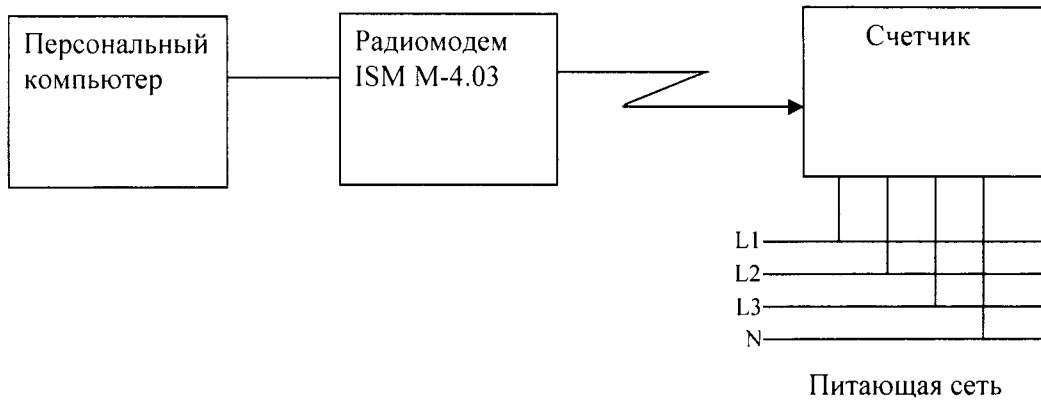 Персональный
компьютер
Радиомодем
ISM М-4.03
Счетчик
L1
L2
L3
N
Питающая сеть